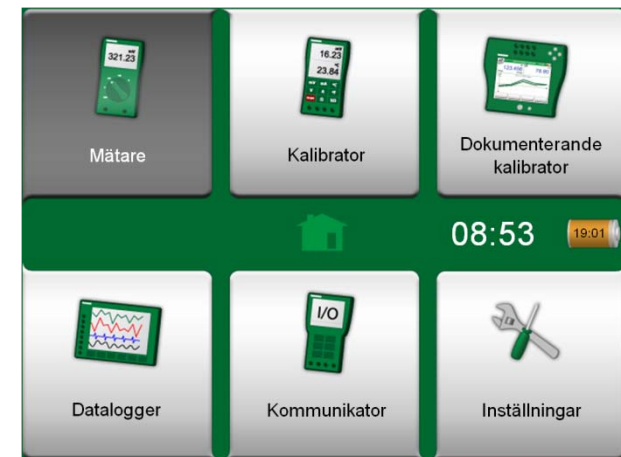 321.23
16.23
23.84
Mätare
Kalibrator
Dokumenterande
kalibrator
08:53
19:01
I/O
Datalogger
Kommunikator
Inställningar